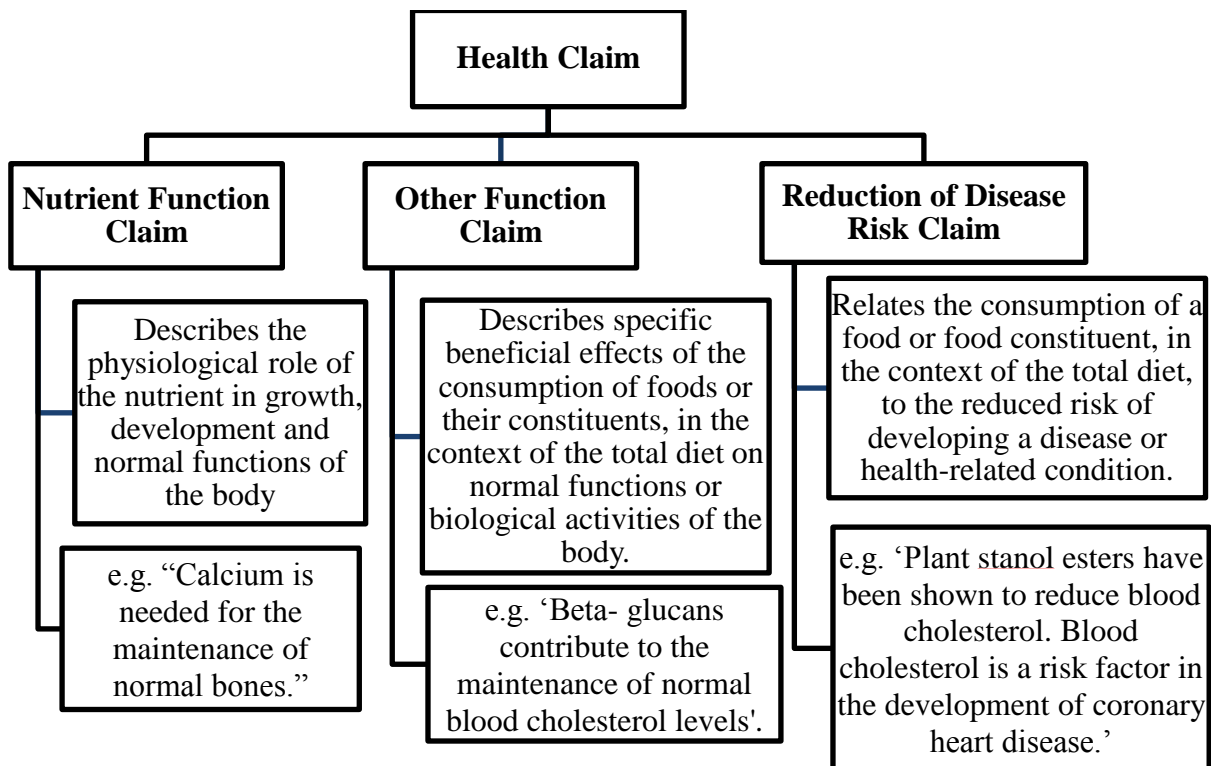 Health Claim
Nutrient Function
Claim
Describes the
physiological role of
the nutrient in growth,
development and
normal functions of
the body
e.g. “Calcium is
needed for the
maintenance of
normal bones.”
Other Function
Claim
Describes specific
beneficial effects of the
consumption of foods or
their constituents, in the
context of the total diet on
normal functions or
biological activities of the
body.
e.g. ‘Beta- glucans
contribute to the
maintenance of normal
blood cholesterol levels'.
Reduction of Disease
Risk Claim
Relates the consumption of a
food or food constituent, in
the context of the total diet,
to the reduced risk of
developing a disease or
health-related condition.
e.g. ‘Plant stanol esters have
been shown to reduce blood
cholesterol. Blood
cholesterol is a risk factor in
the development of coronary
heart disease.’